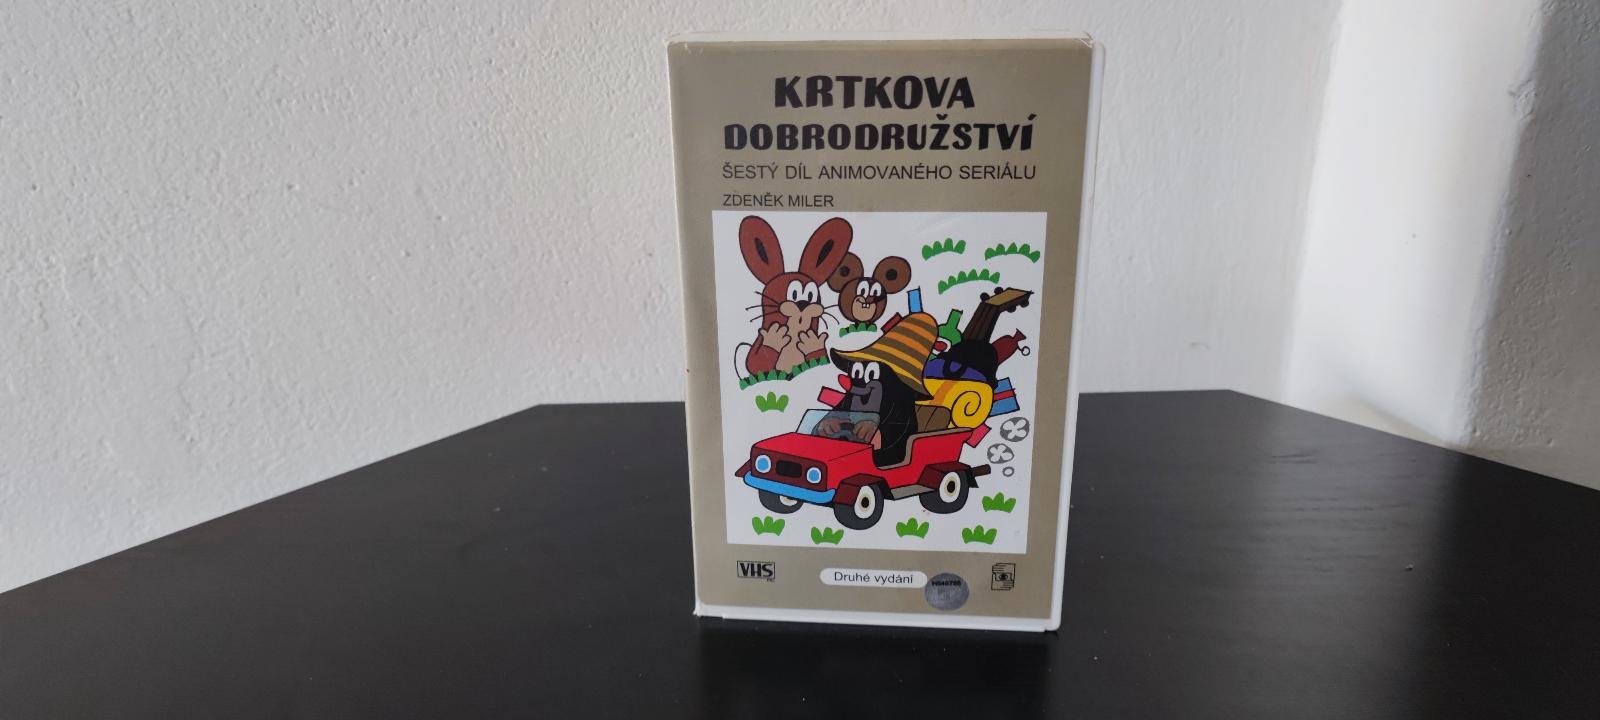 KRTKOVA
DOBRODRUŽSTVÍ
ŠESTÝ DÍL ANIMOVANÉHO SERIÁLU
ZDENĚK MILER
VHS
Druhé vydání